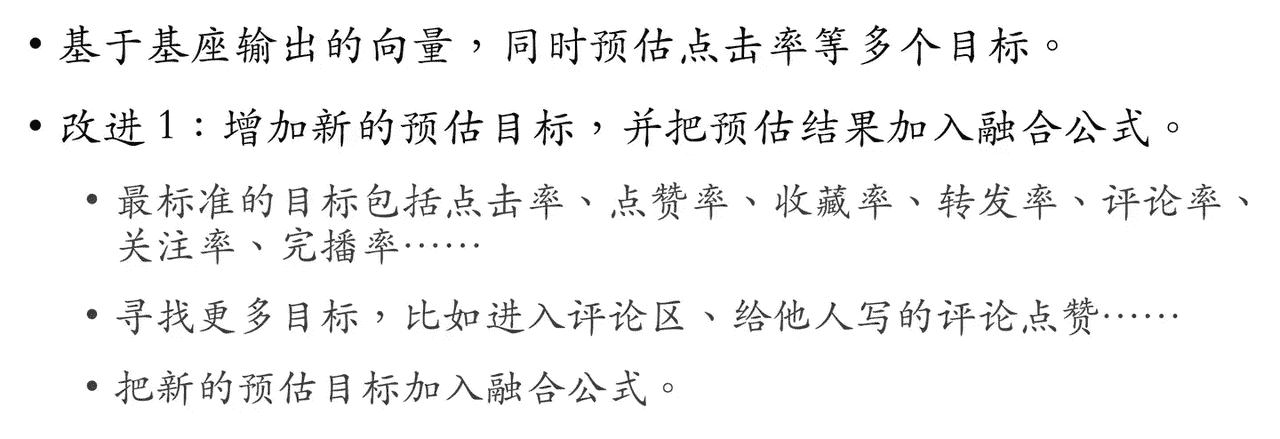 • 基于基座输出的向量，同时预估点击率等多个目标。
• 改进 1：增加新的预估目标，并把预估结果加入融合公式。
• 最标准的目标包括点击率、点赞率、收藏率、转发率、评论率、
关注率、完播率……
• 寻找更多目标，比如进入评论区、给他人写的评论点赞……
• 把新的预估目标加入融合公式。